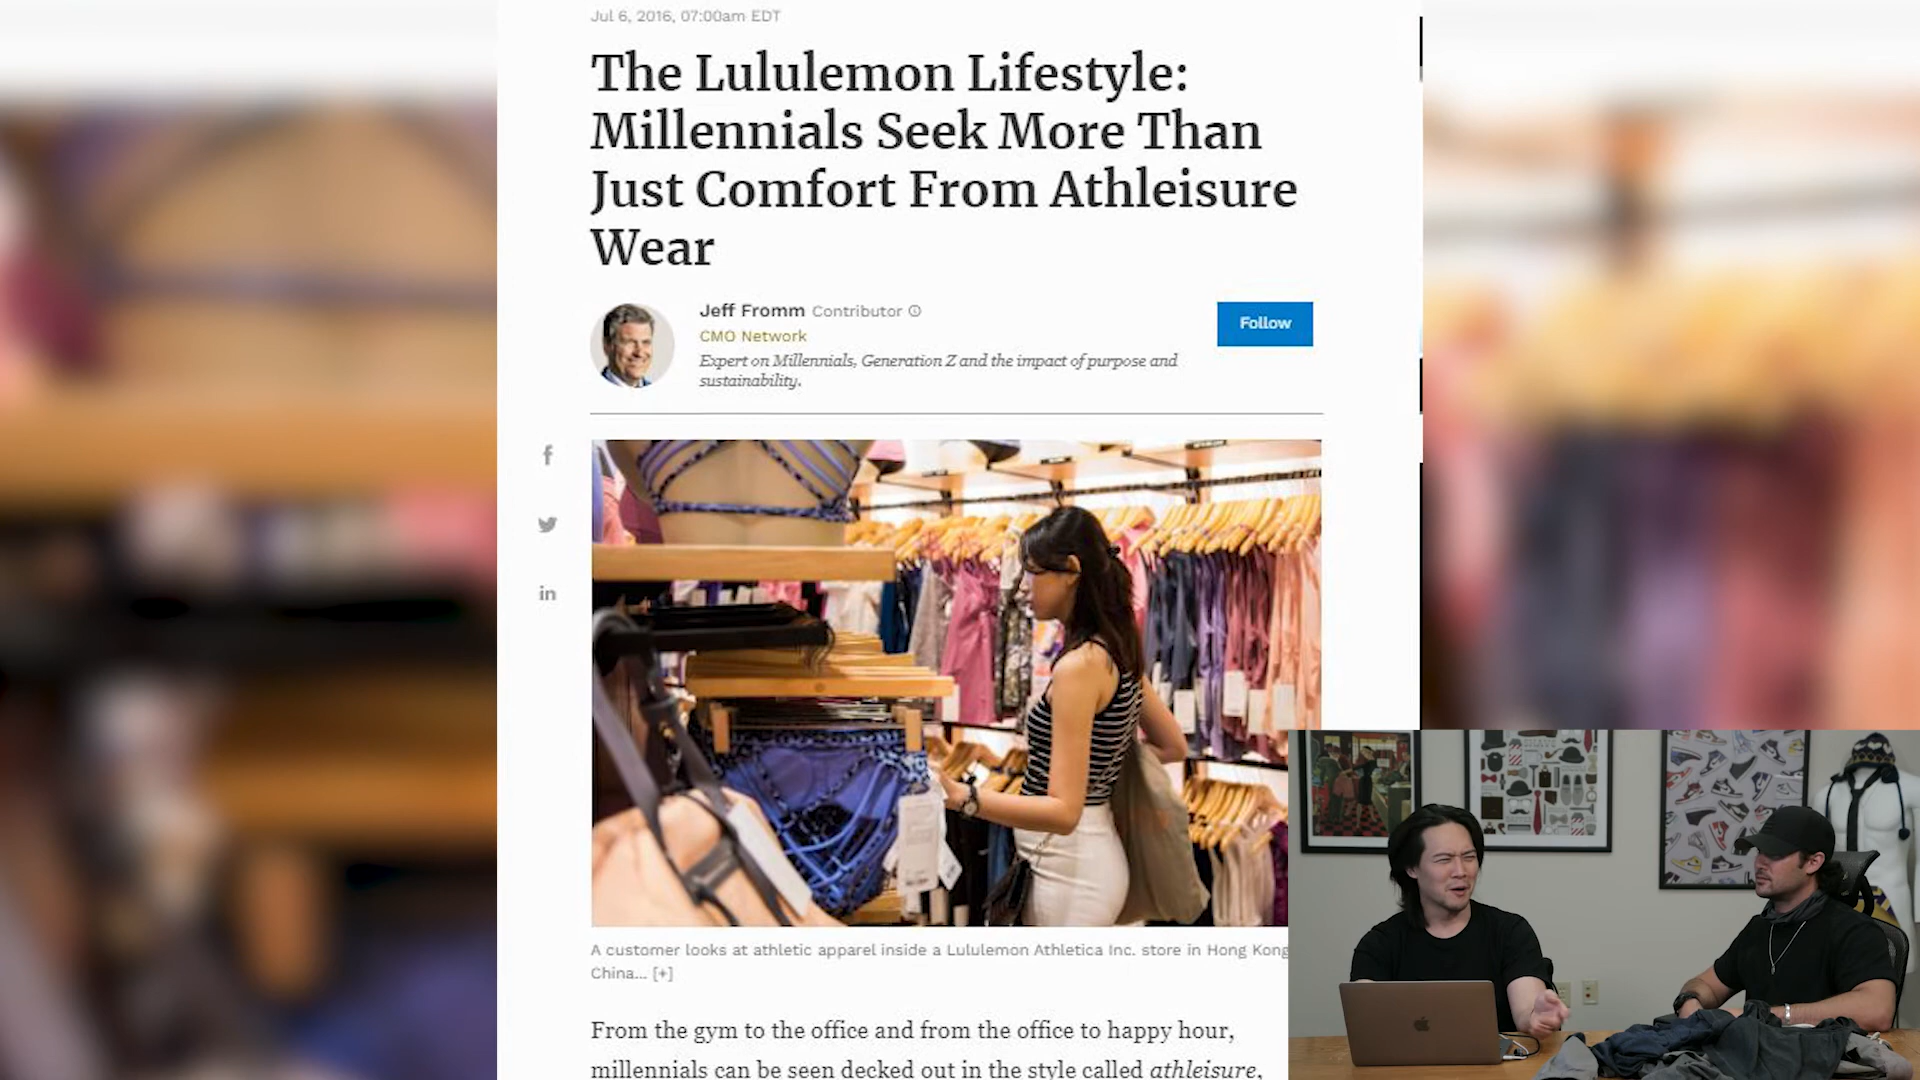 Jul 6, 2016, 07:00am EDT
The Lululemon Lifestyle:
Millennials Seek More Than
Just Comfort From Athleisure
Wear
Jeff Fromm Contributor
CMO Network
Expert on Millennials, Generation Z and the impact of purpose and
sustainability.
Follow
A customer looks at athletic apparel inside a Lululemon Athletica Inc. store in Hong Kong
China... [+]
From the gym to the office and from the office to happy hour,
millennials can be seen decked out in the style called athleisure,